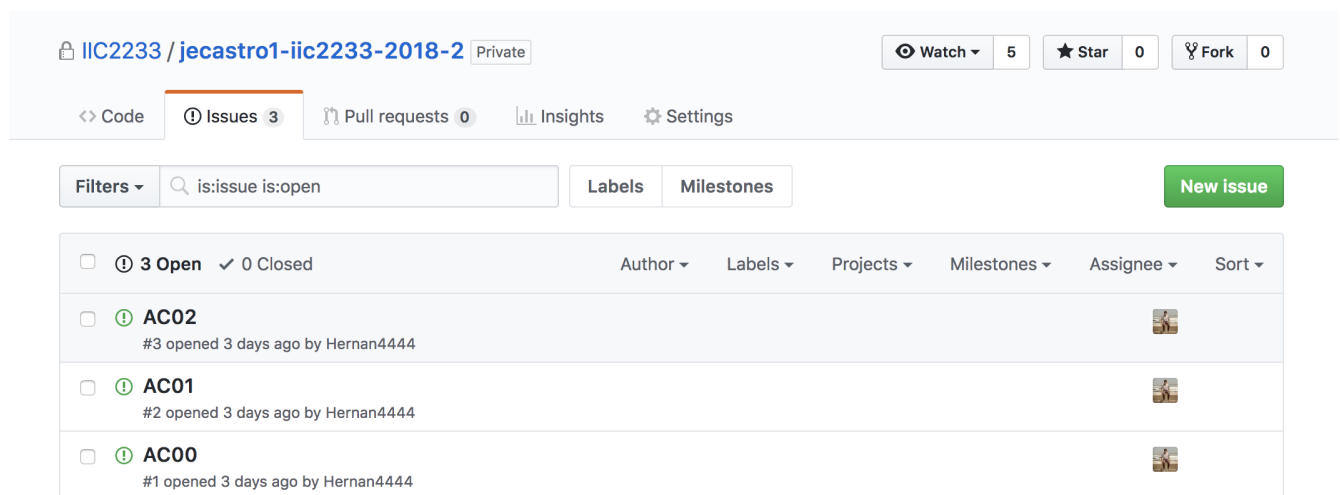 IIC2233 / jecastro1-iic2233-2018-2 Private Watch 5 Star 0 Fork 0
Code Issues 3 Pull requests 0 Insights Settings
Filters is:issue is:open Labels Milestones New issue
3 Open 0 Closed Author Labels Projects Milestones Assignee Sort
AC02
#3 opened 3 days ago by Hernan4444
AC01
#2 opened 3 days ago by Hernan4444
AC00
#1 opened 3 days ago by Hernan4444